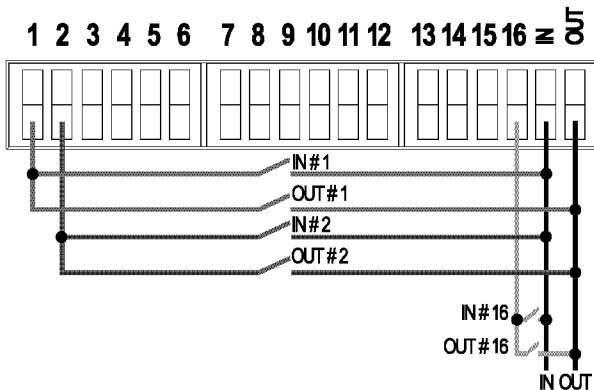 1 2 3 4 5 6 7 8 9 10 11 12 13 14 15 16 IN OUT
IN # 1
OUT # 1
IN # 2
OUT # 2
IN # 16
OUT # 16
IN OUT